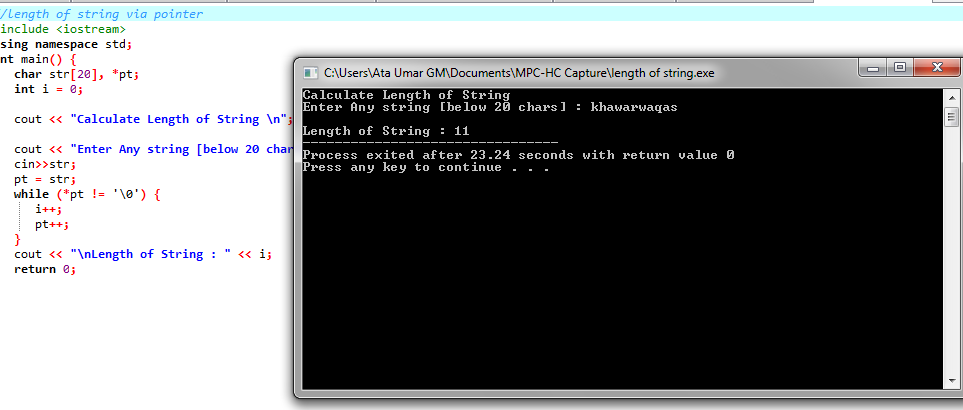 /length of string via pointer
include <iostream>
sing namespace std;
nt main() {
char str[20], *pt;
int i = 0;
cout << "Calculate Length of String \n";
cout << "Enter Any string [below 20 char
cin>>str;
pt = str;
while (*pt != '\0') {
i++;
pt++;
}
cout << "\nLength of String : " << i;
return 0;
C:\Users\Ata Umar GM\Documents\MPC-HC Capture\length of string.exe
Calculate Length of String
Enter Any string [below 20 chars] : khawarwaqas
Length of String : 11
--------------------------------
Process exited after 23.24 seconds with return value 0
Press any key to continue . . .